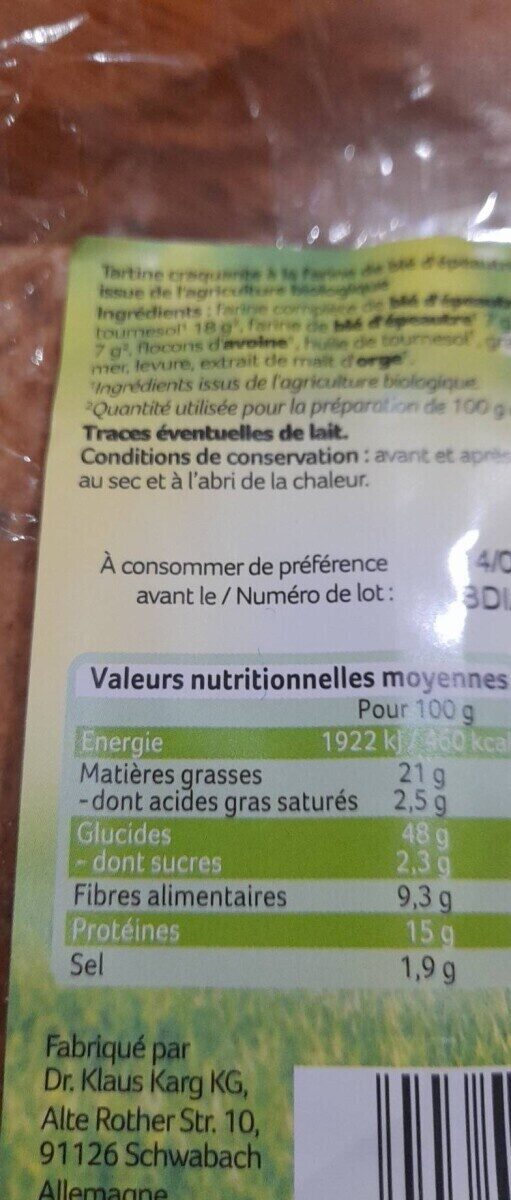 Tartine craquante à la farine de blé d'épeautre
issue de l'agriculture biologique
Ingrédients : farine complète de blé d'épeautre
tournesol¹ 18 g², farine de blé d'épeautre¹
7 g², flocons d'avoine¹, huile de tournesol¹,
mer, levure, extrait de malt d'orge¹.
¹Ingrédients issus de l'agriculture biologique.
²Quantité utilisée pour la préparation de 100 g
Traces éventuelles de lait.
Conditions de conservation : avant et après
au sec et à l'abri de la chaleur.
À consommer de préférence
avant le / Numéro de lot :
Valeurs nutritionnelles moyennes
Pour 100 g
Énergie 1922 kJ / 460 kcal
Matières grasses 21 g
- dont acides gras saturés 2,5 g
Glucides 48 g
- dont sucres 2,3 g
Fibres alimentaires 9,3 g
Protéines 15 g
Sel 1,9 g
Fabriqué par
Dr. Klaus Karg KG,
Alte Rother Str. 10,
91126 Schwabach
Allemagne